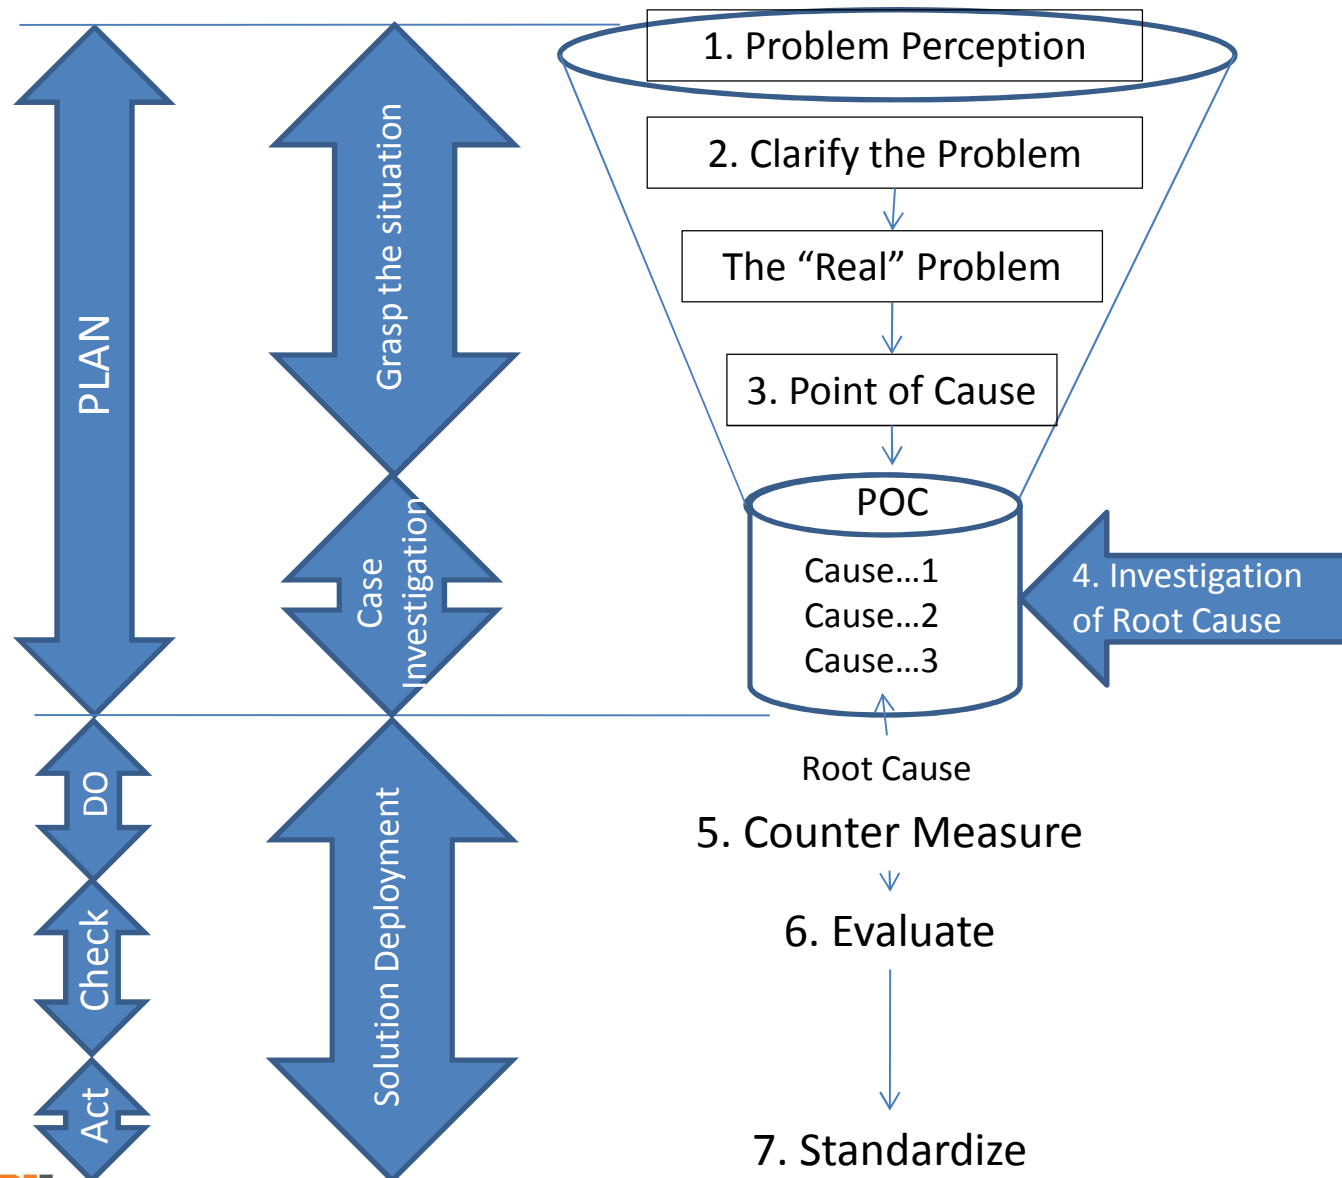 PLAN
DO
Check
Act
Grasp the situation
Case
Investigation
Solution Deployment
1. Problem Perception
2. Clarify the Problem
The “Real” Problem
3. Point of Cause
POC
Cause...1
Cause...2
Cause...3
4. Investigation
of Root Cause
Root Cause
5. Counter Measure
6. Evaluate
7. Standardize